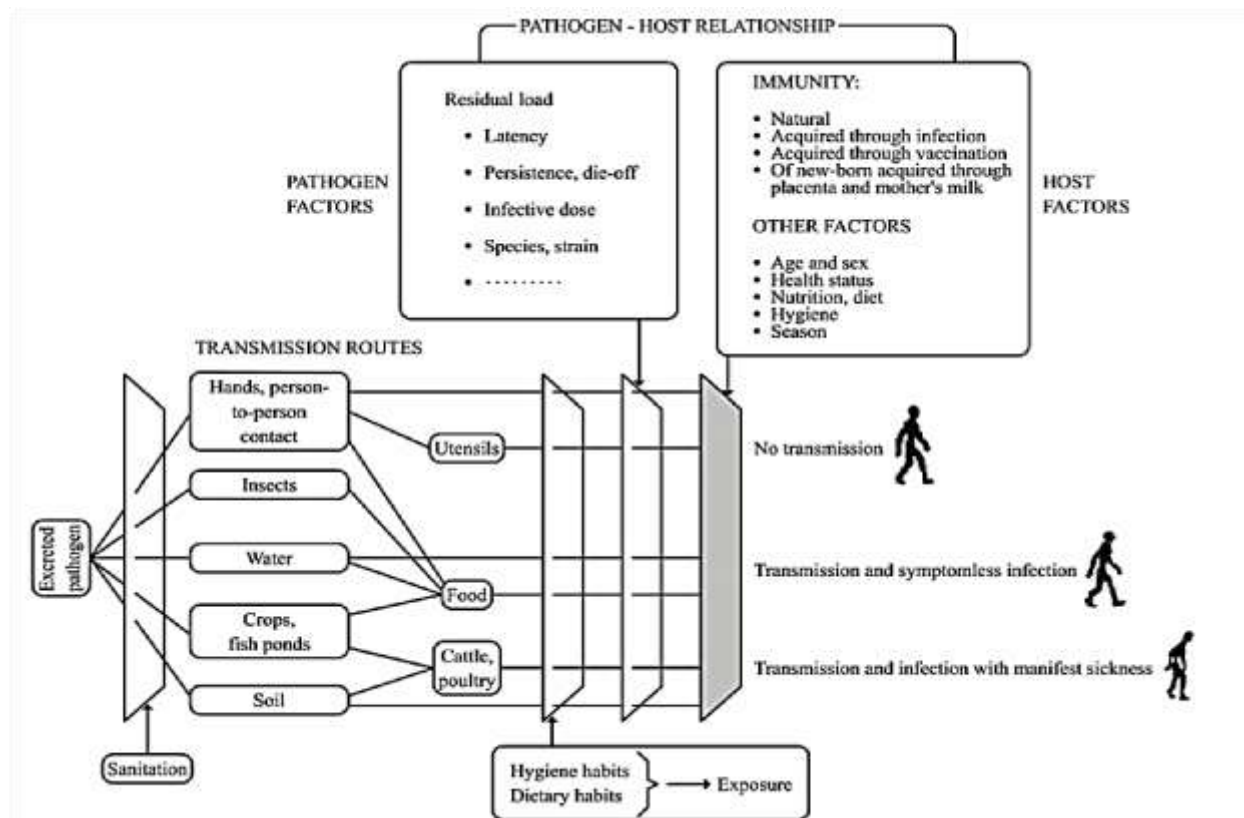 PATHOGEN - HOST RELATIONSHIP
PATHOGEN
FACTORS
Residual load
• Latency
• Persistence, die-off
• Infective dose
• Species, strain
• ·········
IMMUNITY:
• Natural
• Acquired through infection
• Acquired through vaccination
• Of new-born acquired through
placenta and mother's milk
OTHER FACTORS
• Age and sex
• Health status
• Nutrition, diet
• Hygiene
• Season
HOST
FACTORS
TRANSMISSION ROUTES
Excreted
pathogen
Sanitation
Hands, person-
to-person
contact
Insects
Water
Crops,
fish ponds
Soil
Utensils
Food
Cattle,
poultry
Hygiene habits
Dietary habits
Exposure
No transmission
Transmission and symptomless infection
Transmission and infection with manifest sickness